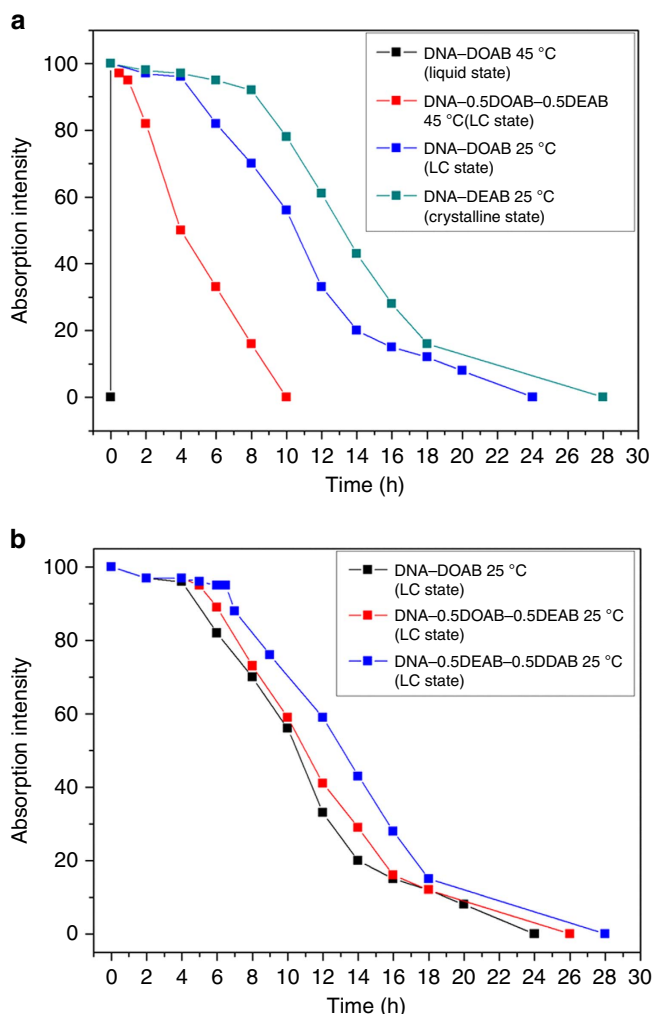 a
100
80
60
40
20
0
Absorption intensity
DNA–DOAB 45 °C
(liquid state)
DNA–0.5DOAB–0.5DEAB
45 °C(LC state)
DNA–DOAB 25 °C
(LC state)
DNA–DEAB 25 °C
(crystalline state)
0 2 4 6 8 10 12 14 16 18 20 22 24 26 28 30
Time (h)
b
100
80
60
40
20
0
Absorption intensity
DNA–DOAB 25 °C
(LC state)
DNA–0.5DOAB–0.5DEAB 25 °C
(LC state)
DNA–0.5DEAB–0.5DDAB 25 °C
(LC state)
0 2 4 6 8 10 12 14 16 18 20 22 24 26 28 30
Time (h)